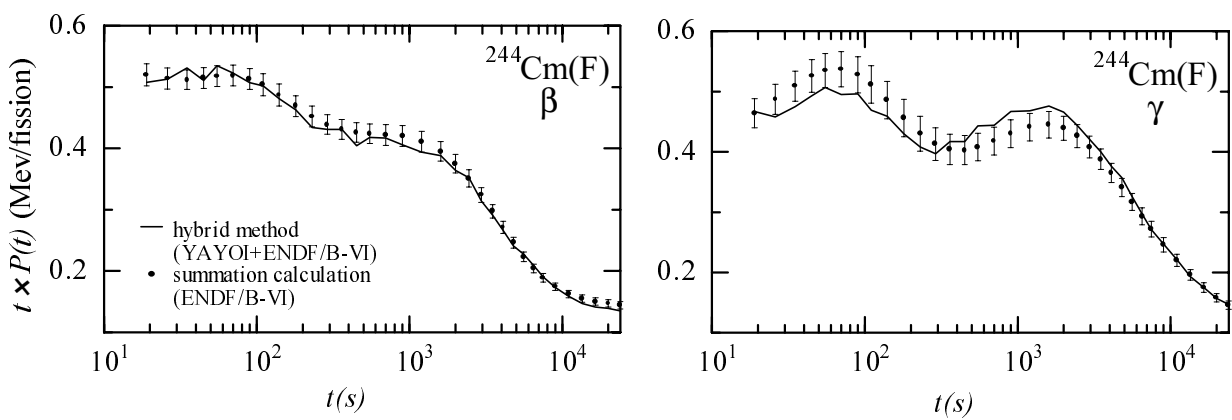 0.6
0.4
0.2
t × P(t) (Mev/fission)
²⁴⁴Cm(F)
β
hybrid method
(YAYOI+ENDF/B-VI)
summation calculation
(ENDF/B-VI)
10¹ 10² 10³ 10⁴
t(s)
0.6
0.4
0.2
²⁴⁴Cm(F)
γ
10¹ 10² 10³ 10⁴
t(s)